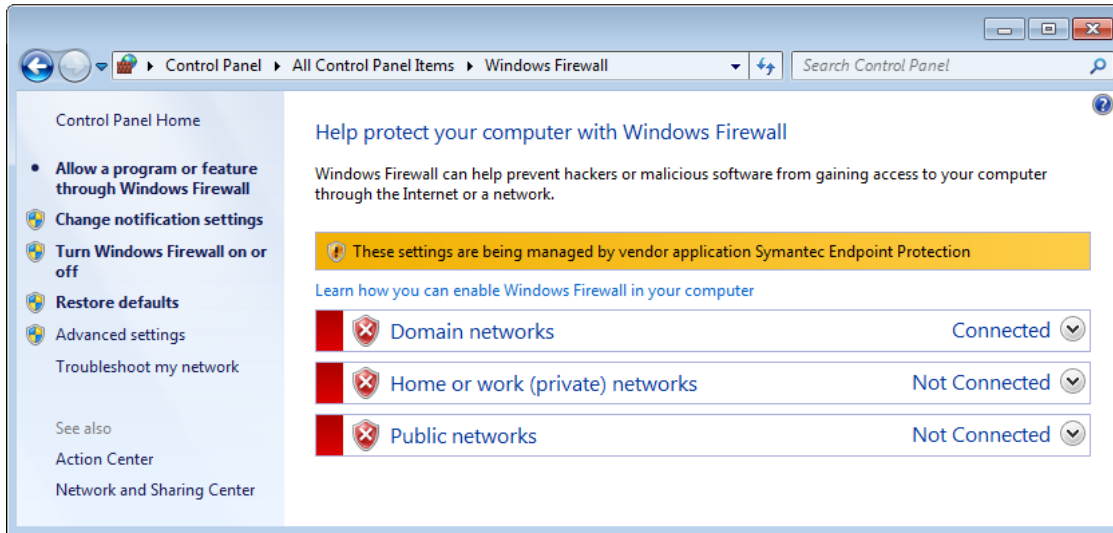 Control Panel ▸ All Control Panel Items ▸ Windows Firewall
Search Control Panel
Control Panel Home
Allow a program or feature
through Windows Firewall
Change notification settings
Turn Windows Firewall on or
off
Restore defaults
Advanced settings
Troubleshoot my network
See also
Action Center
Network and Sharing Center
Help protect your computer with Windows Firewall
Windows Firewall can help prevent hackers or malicious software from gaining access to your computer
through the Internet or a network.
These settings are being managed by vendor application Symantec Endpoint Protection
Learn how you can enable Windows Firewall in your computer
Domain networks Connected
Home or work (private) networks Not Connected
Public networks Not Connected